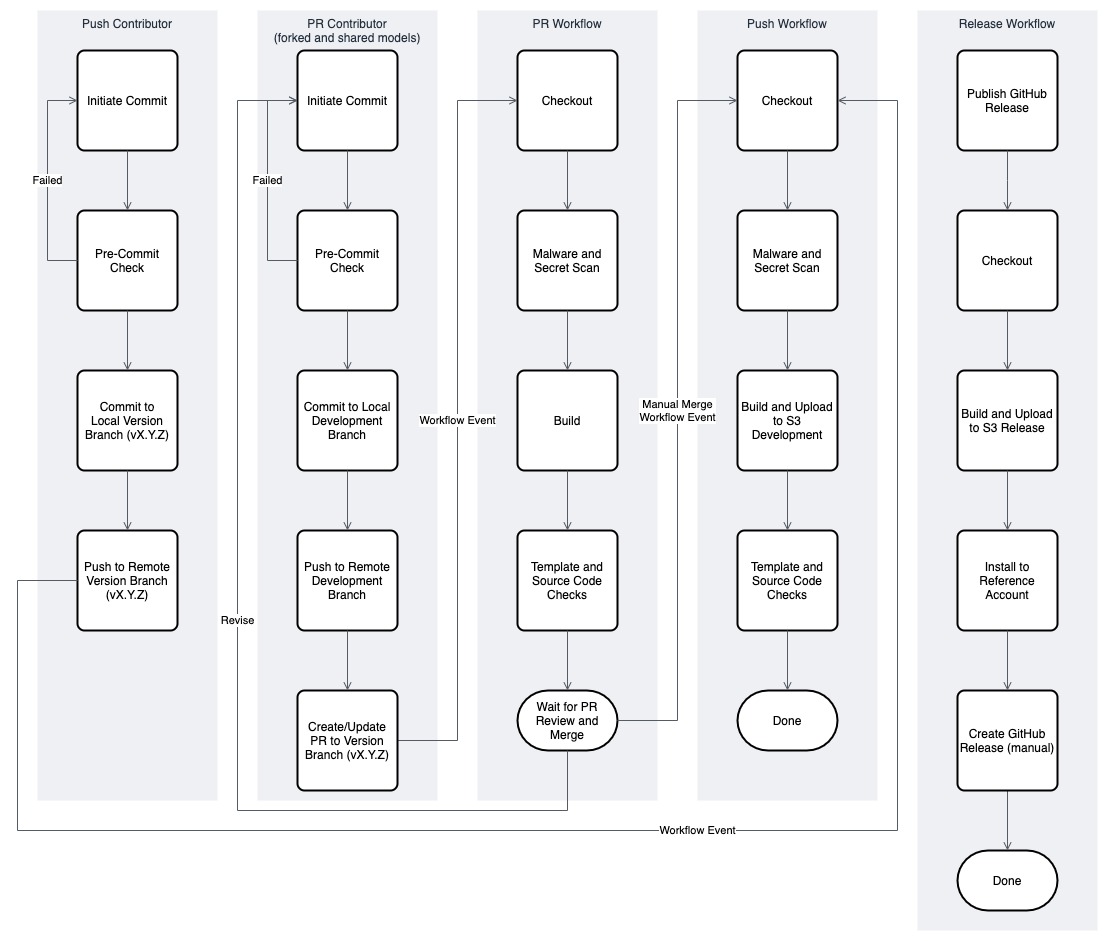 Push Contributor
Initiate Commit
Failed
Pre-Commit
Check
Commit to
Local Version
Branch (vX.Y.Z)
Push to Remote
Version Branch
(vX.Y.Z)
PR Contributor
(forked and shared models)
Initiate Commit
Failed
Pre-Commit
Check
Commit to Local
Development
Branch
Push to Remote
Development
Branch
Revise
Create/Update
PR to Version
Branch (vX.Y.Z)
Workflow Event
PR Workflow
Checkout
Malware and
Secret Scan
Build
Template and
Source Code
Checks
Wait for PR
Review and
Merge
Manual Merge
Workflow Event
Push Workflow
Checkout
Malware and
Secret Scan
Build and Upload
to S3
Development
Template and
Source Code
Checks
Done
Workflow Event
Release Workflow
Publish GitHub
Release
Checkout
Build and Upload
to S3 Release
Install to
Reference
Account
Create GitHub
Release (manual)
Done